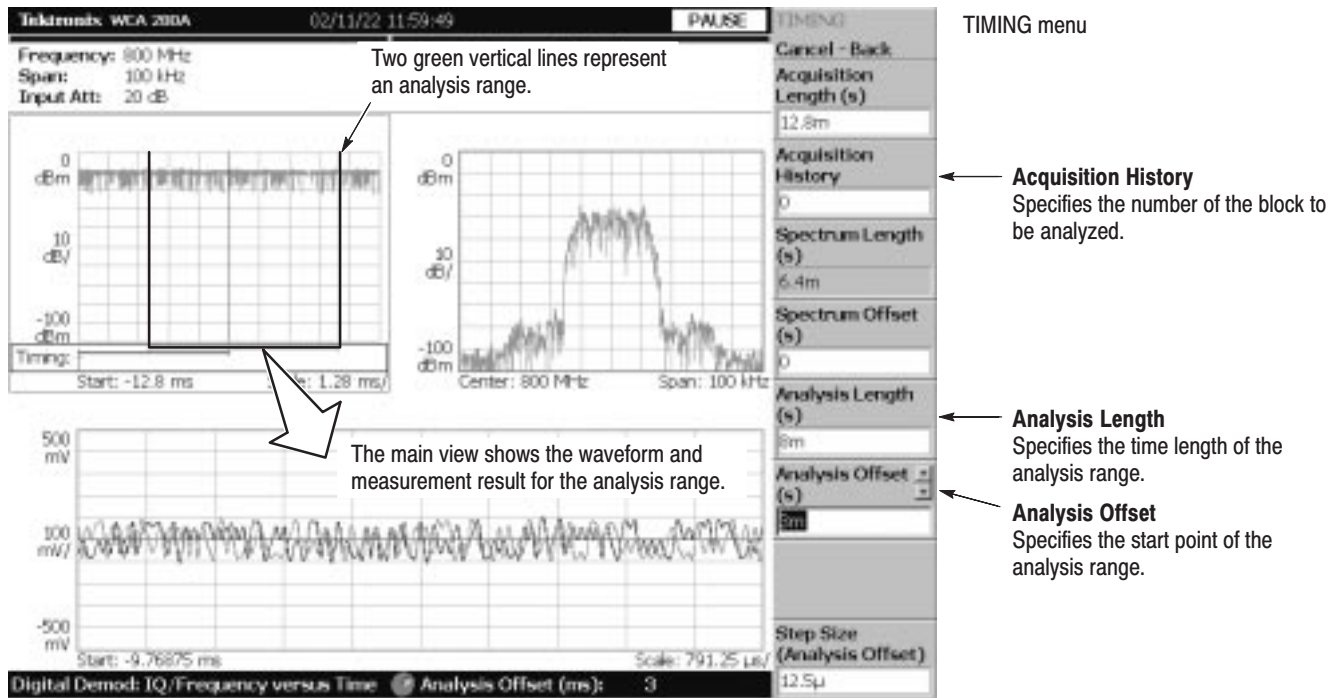 Tektronix WCA 200A 02/11/22 11:59:49 PAUSE
Frequency: 800 MHz
Span: 100 kHz
Input Att: 20 dB
Two green vertical lines represent
an analysis range.
0
dBm
10
dB/
-100
dBm
Timing:
Start: -12.8 ms
1.28 ms/
0
dBm
10
dB/
-100
dBm
Center: 800 MHz
Span: 100 kHz
The main view shows the waveform and
measurement result for the analysis range.
500
mV
100
mV/
-500
mV
Start: -9.76875 ms
Scale: 791.25 µs/
Digital Demod: IQ/Frequency versus Time Analysis Offset (ms): 3
TIMING
Cancel - Back
Acquisition
Length (s)
12.8m
Acquisition
History
0
Spectrum Length
(s)
6.4m
Spectrum Offset
(s)
0
Analysis Length
(s)
8m
Analysis Offset
(s)
3m
Step Size
(Analysis Offset)
12.5µ
TIMING menu
Acquisition History
Specifies the number of the block to
be analyzed.
Analysis Length
Specifies the time length of the
analysis range.
Analysis Offset
Specifies the start point of the
analysis range.